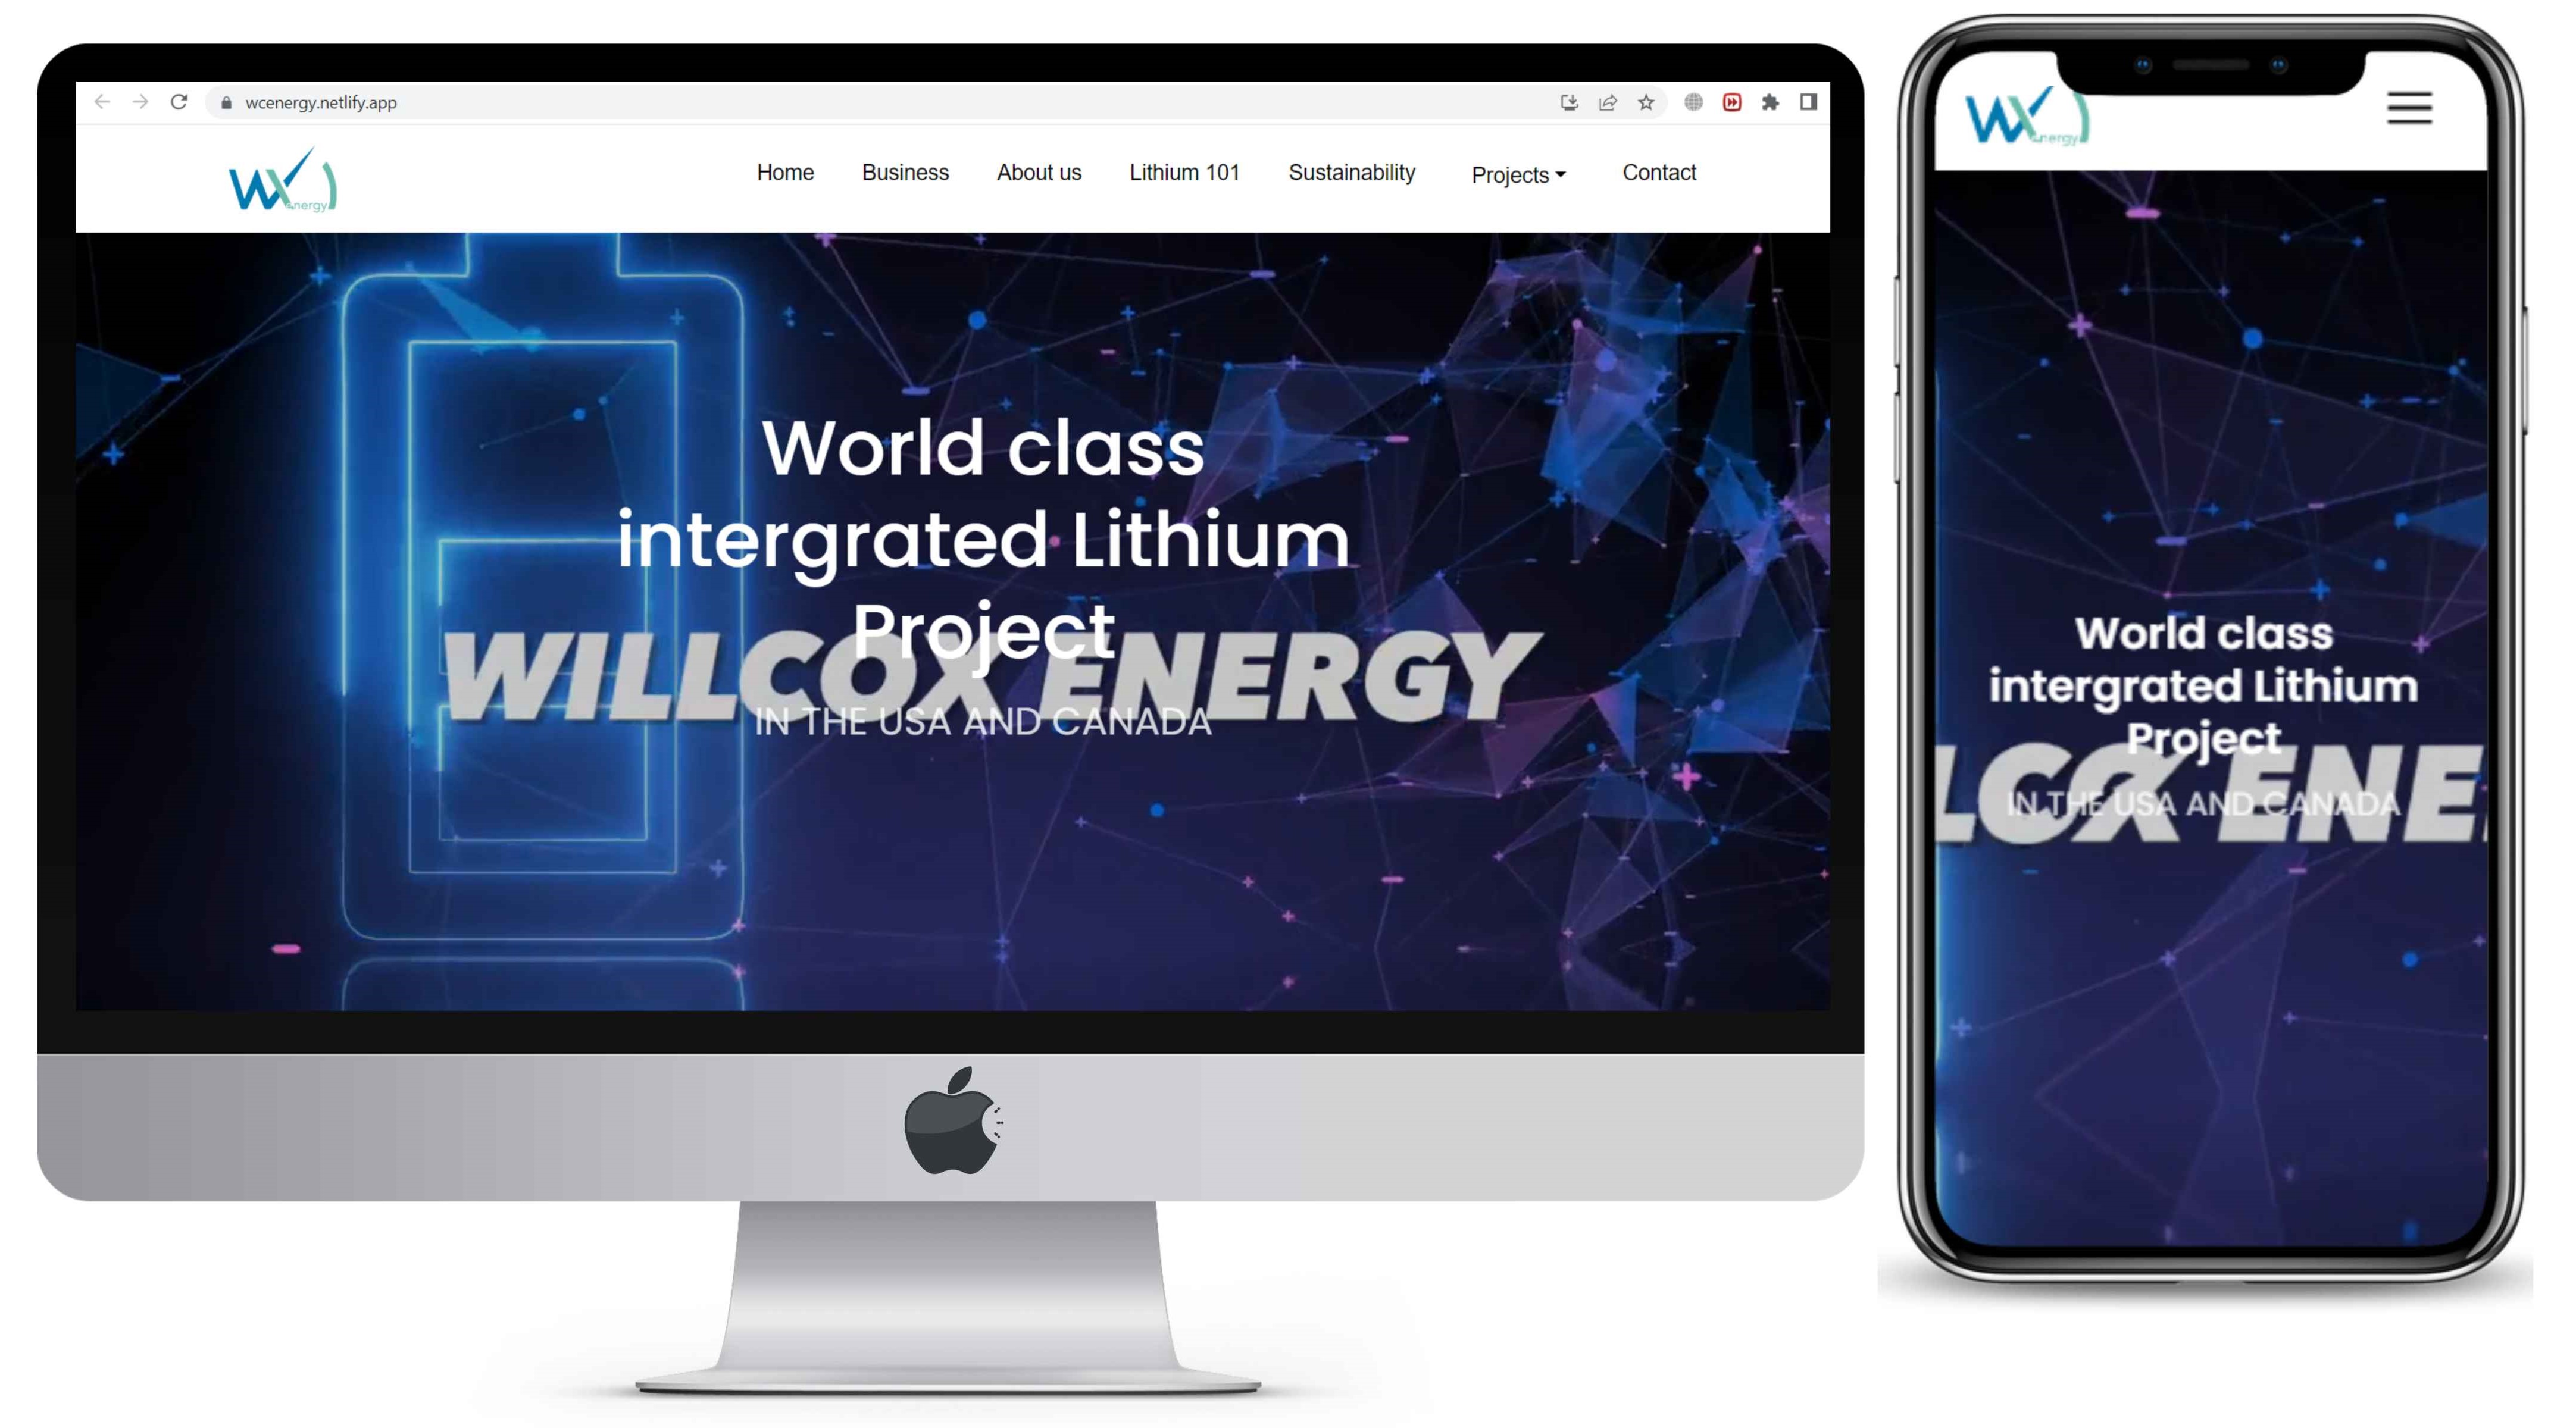 wcenergy.netlify.app
WX energy
Home Business About us Lithium 101 Sustainability Projects Contact
World class
intergrated Lithium
Project
WILLCOX ENERGY
IN THE USA AND CANADA
WX energy
World class
intergrated Lithium
Project
LCOX ENE
IN THE USA AND CANADA